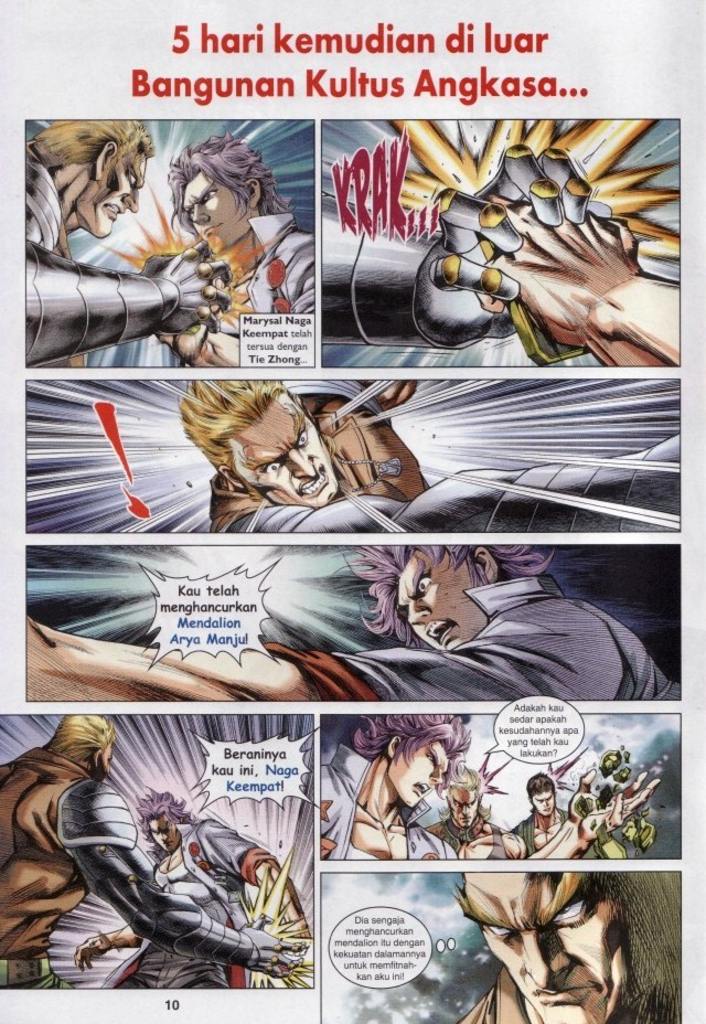 5 hari kemudian di luar
Bangunan Kultus Angkasa...
Marysal Naga
Keempat telah
tersua dengan
Tie Zhong...
KRAK...
!
Kau telah
menghancurkan
Mendalion
Arya Manju!
Beraninya
kau ini, Naga
Keempat!
Adakah kau
sedar apakah
kesudahannya apa
yang telah kau
lakukan?
Dia sengaja
menghancurkan
mendalion itu dengan
kekuatan dalamannya
untuk memfitnah-
kan aku ini!
10